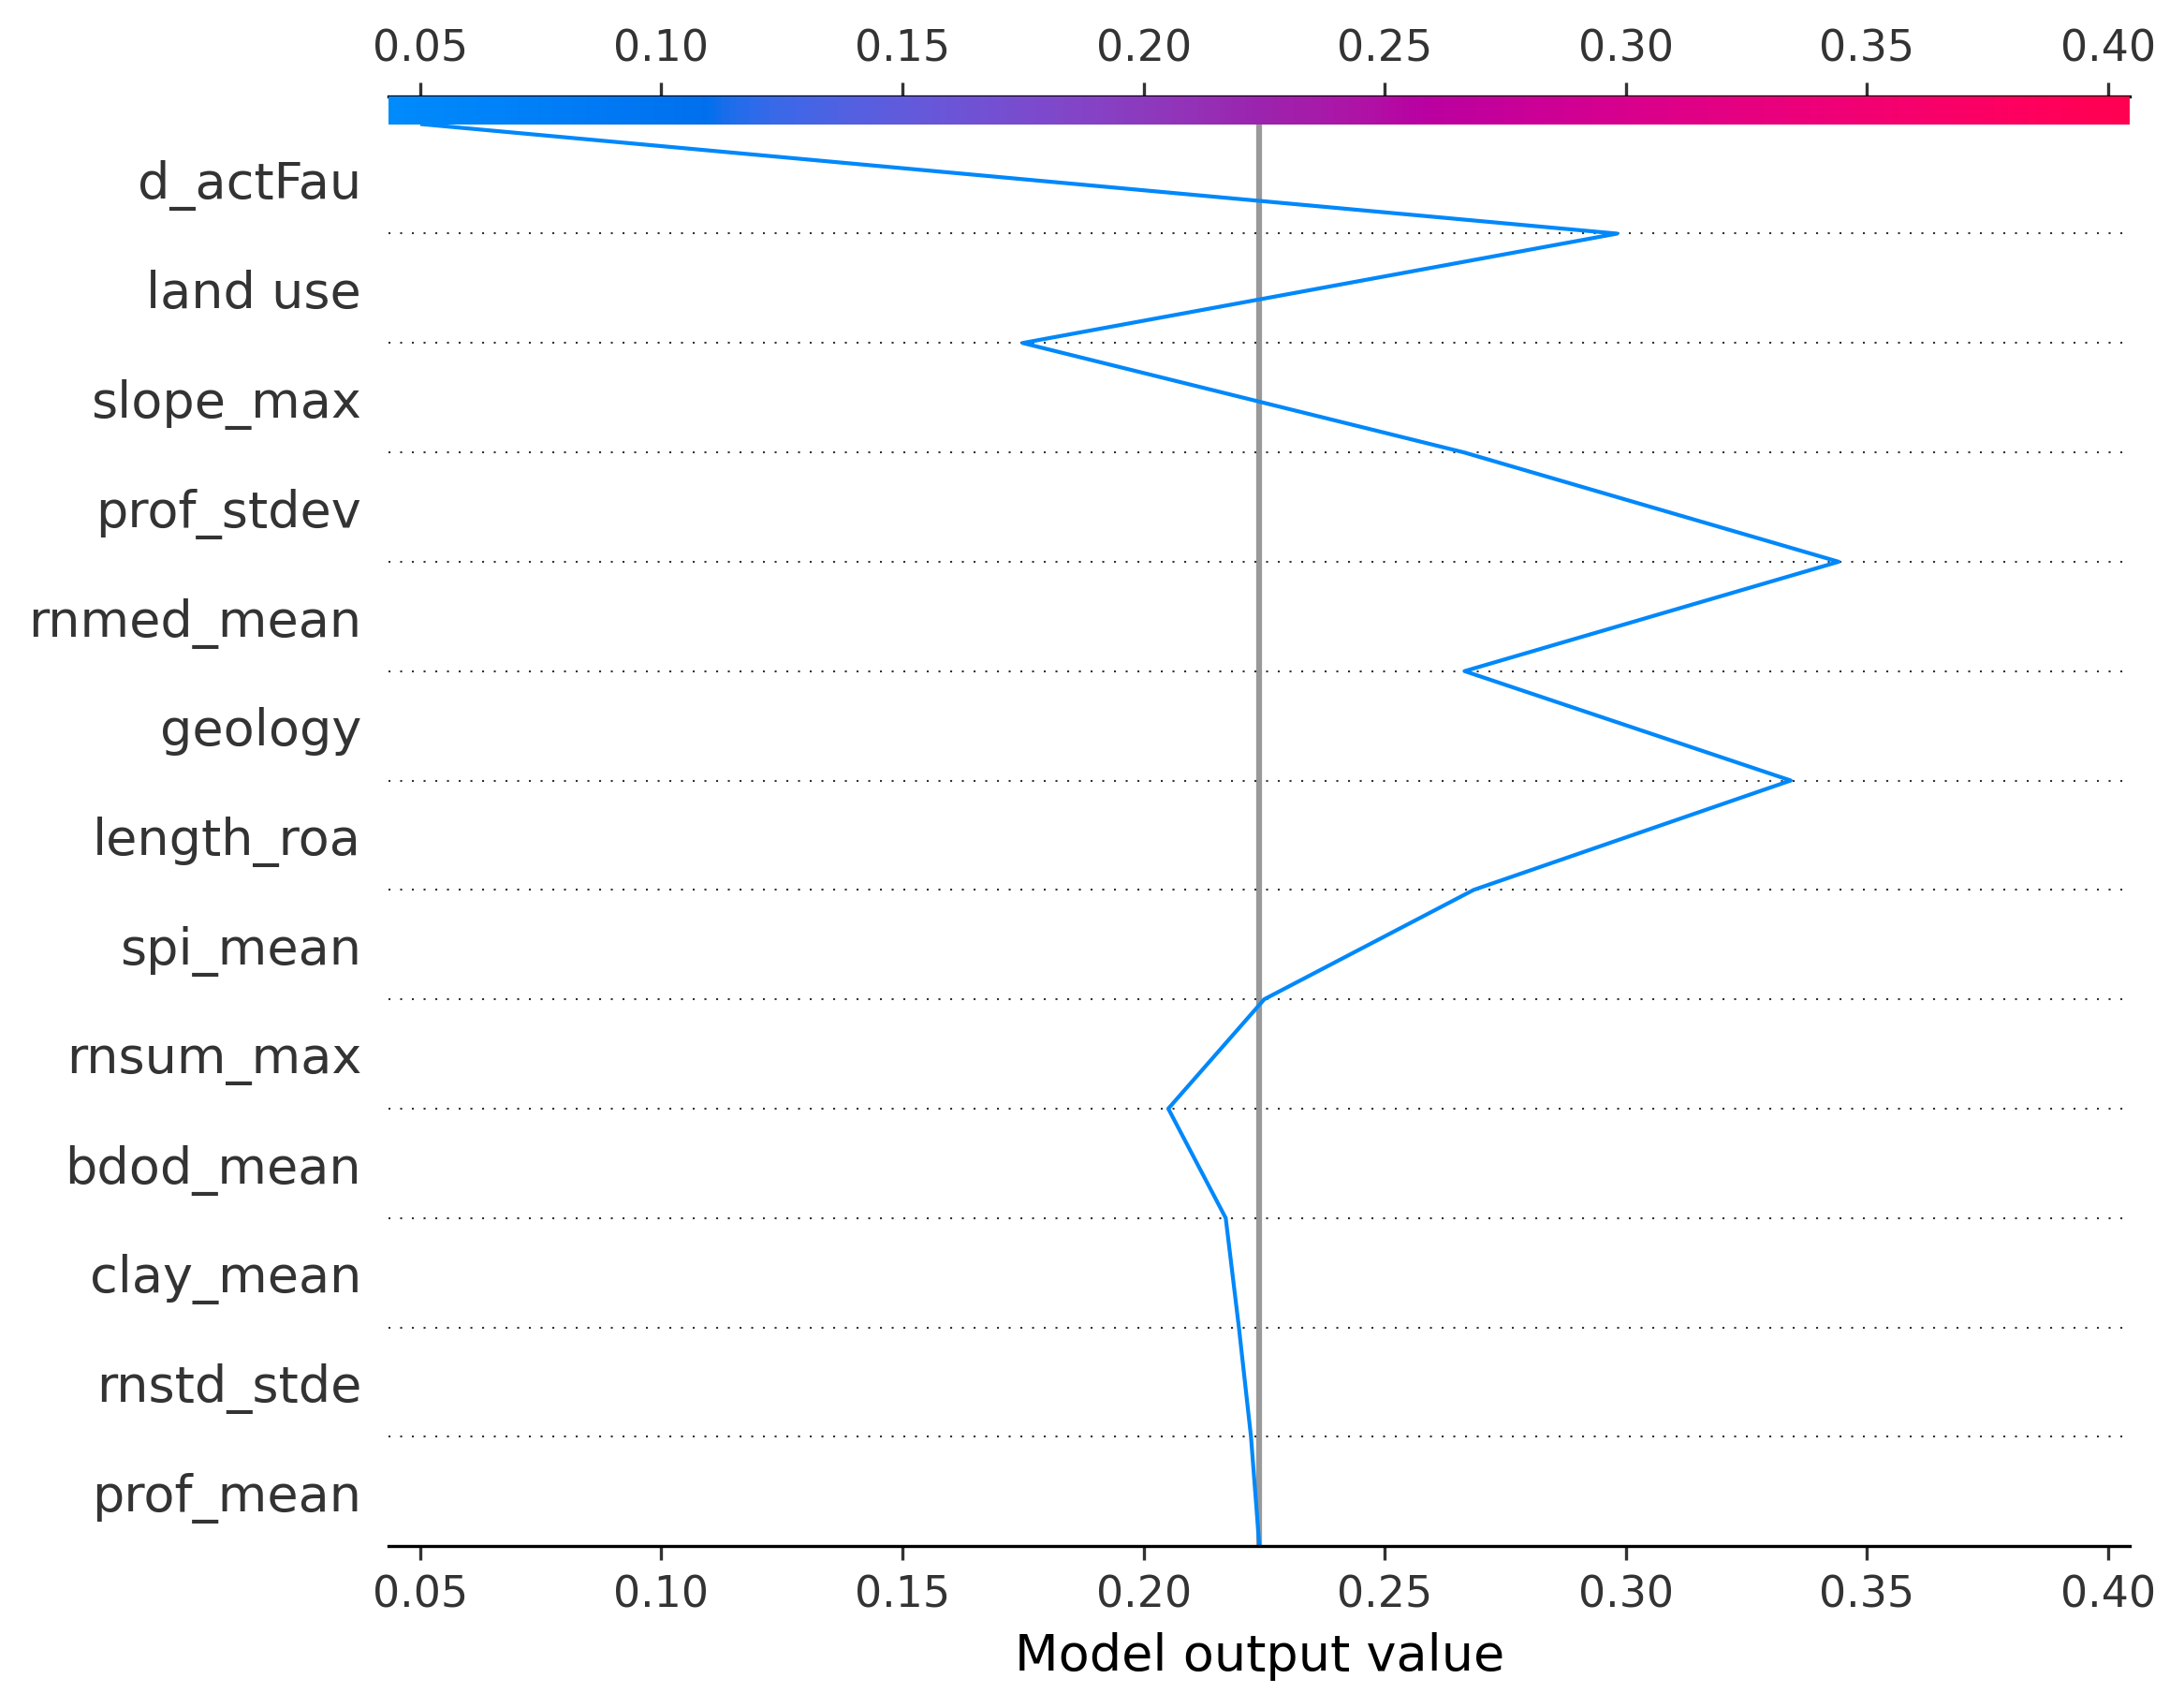 0.05 0.10 0.15 0.20 0.25 0.30 0.35 0.40
d_actFau
land use
slope_max
prof_stdev
rnmed_mean
geology
length_roa
spi_mean
rnsum_max
bdod_mean
clay_mean
rnstd_stde
prof_mean
0.05 0.10 0.15 0.20 0.25 0.30 0.35 0.40
Model output value